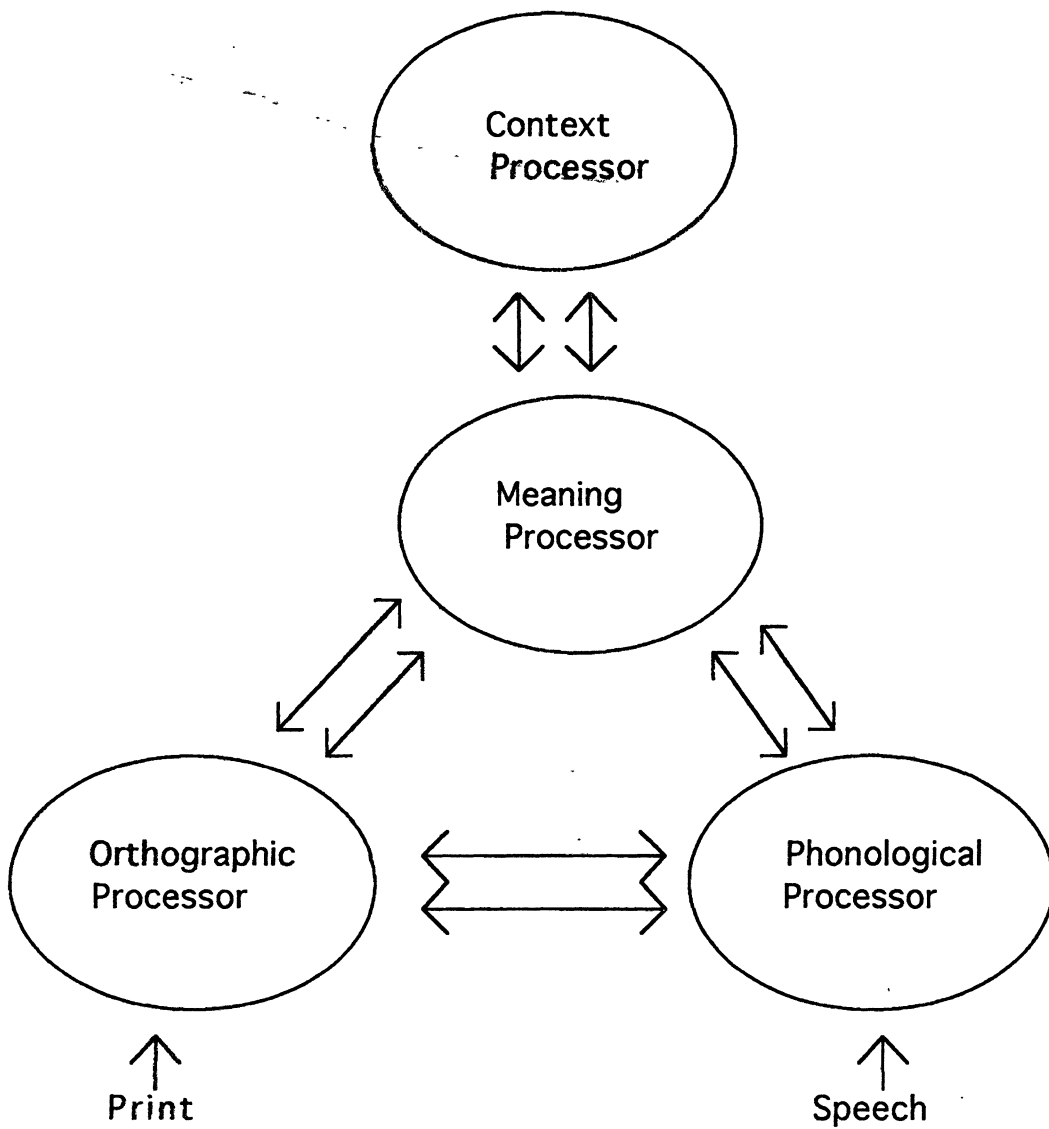 Context
Processor
Meaning
Processor
Orthographic
Processor
Phonological
Processor
Print
Speech